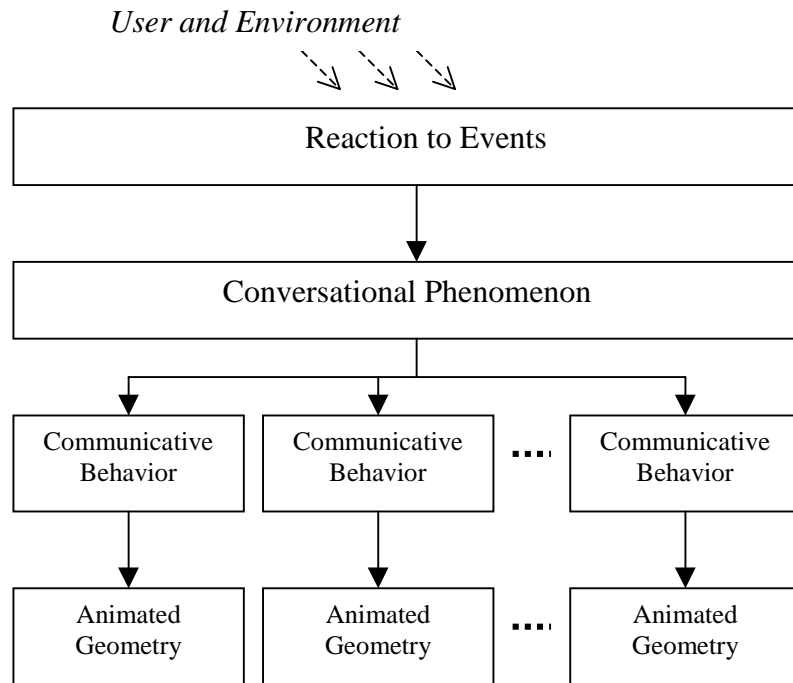 User and Environment
Reaction to Events
Conversational Phenomenon
Communicative
Behavior
Communicative
Behavior
Communicative
Behavior
Animated
Geometry
Animated
Geometry
Animated
Geometry